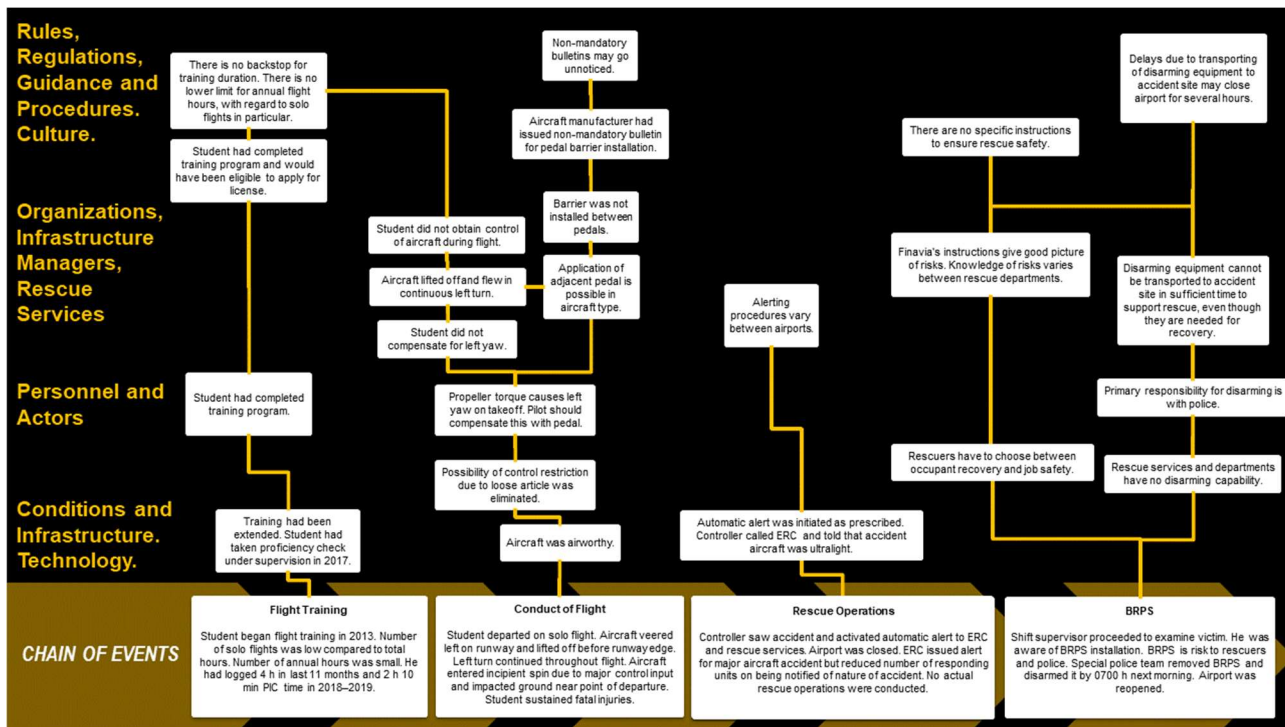 Rules,
Regulations,
Guidance and
Procedures.
Culture.
There is no backstop for
training duration. There is no
lower limit for annual flight
hours, with regard to solo
flights in particular.
Student had completed
training program and would
have been eligible to apply for
license.
Non-mandatory
bulletins may go
unnoticed.
Aircraft manufacturer had
issued non-mandatory bulletin
for pedal barrier installation.
There are no specific instructions
to ensure rescue safety.
Delays due to transporting
of disarming equipment to
accident site may close
airport for several hours.
Organizations,
Infrastructure
Managers,
Rescue
Services
Student did not obtain control
of aircraft during flight.
Aircraft lifted off and flew in
continuous left turn.
Student did not
compensate for left yaw.
Barrier was not
installed between
pedals.
Application of
adjacent pedal is
possible in
aircraft type.
Alerting
procedures vary
between airports.
Finavia's instructions give good
picture of risks. Knowledge of risks varies
between rescue departments.
Disarming equipment cannot
be transported to accident
site in sufficient time to
support rescue, even though
they are needed for
recovery.
Personnel and
Actors
Student had completed
training program.
Propeller torque causes left
yaw on takeoff. Pilot should
compensate this with pedal.
Primary responsibility for disarming is
with police.
Possibility of control restriction
due to loose article was
eliminated.
Rescuers have to choose between
occupant recovery and job safety.
Rescue services and departments
have no disarming capability.
Conditions and
Infrastructure.
Technology.
Training had been
extended. Student had
taken proficiency check
under supervision in 2017.
Aircraft was airworthy.
Automatic alert was initiated as prescribed.
Controller called ERC and told that accident
aircraft was ultralight.
CHAIN OF EVENTS
Flight Training
Student began flight training in 2013. Number
of solo flights was low compared to total
hours. Number of annual hours was small. He
had logged 4 h in last 11 months and 2 h 10
min PIC time in 2018–2019.
Conduct of Flight
Student departed on solo flight. Aircraft veered
left on runway and lifted off before runway edge.
Left turn continued throughout flight. Aircraft
entered incipient spin due to major control input
and impacted ground near point of departure.
Student sustained fatal injuries.
Rescue Operations
Controller saw accident and activated automatic alert to ERC
and rescue services. Airport was closed. ERC issued alert
for major aircraft accident but reduced number of responding
units on being notified of nature of accident. No actual
rescue operations were conducted.
BRPS
Shift supervisor proceeded to examine victim. He was
aware of BRPS installation. BRPS is risk to rescuers
and police. Special police team removed BRPS and
disarmed it by 0700 h next morning. Airport was
reopened.